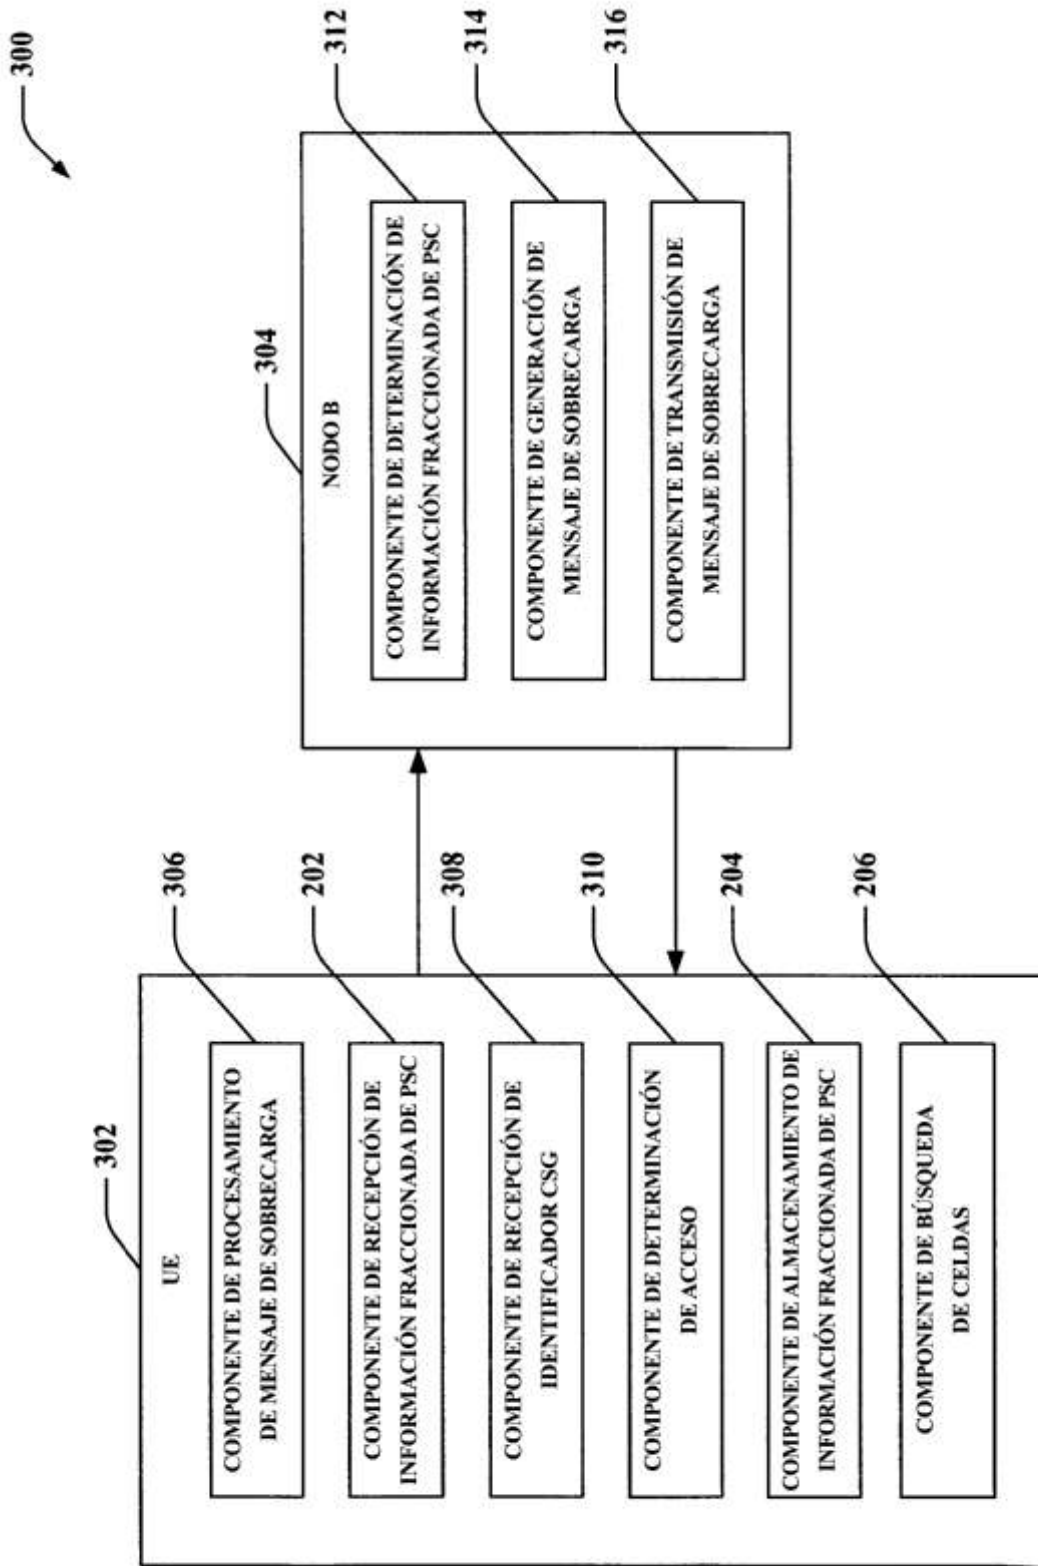 300
302
UE
306
COMPONENTE DE PROCESAMIENTO
DE MENSAJE DE SOBRECARGA
202
COMPONENTE DE RECEPCIÓN DE
INFORMACIÓN FRACCIONADA DE PSC
308
COMPONENTE DE RECEPCIÓN DE
IDENTIFICADOR CSG
310
COMPONENTE DE DETERMINACIÓN
DE ACCESO
204
COMPONENTE DE ALMACENAMIENTO DE
INFORMACIÓN FRACCIONADA DE PSC
206
COMPONENTE DE BÚSQUEDA
DE CELDAS
304
NODO B
312
COMPONENTE DE DETERMINACIÓN DE
INFORMACIÓN FRACCIONADA DE PSC
314
COMPONENTE DE GENERACIÓN DE
MENSAJE DE SOBRECARGA
316
COMPONENTE DE TRANSMISIÓN DE
MENSAJE DE SOBRECARGA